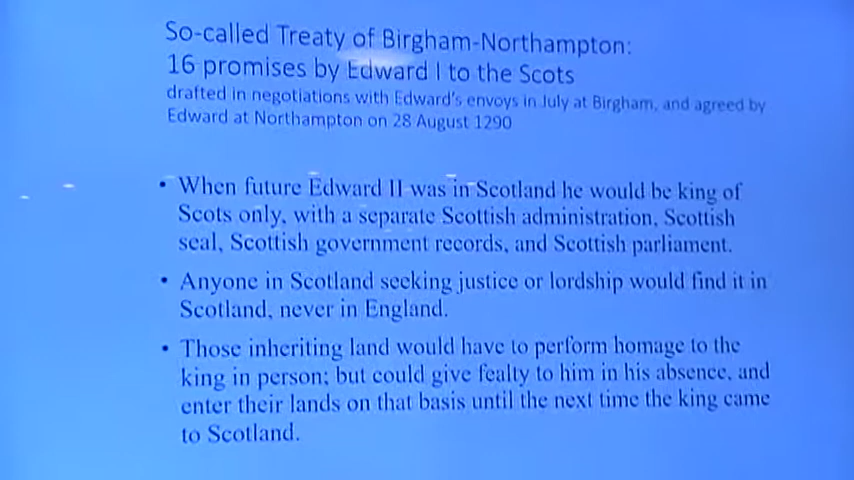 So-called Treaty of Birgham-Northampton:
16 promises by Edward I to the Scots
drafted in negotiations with Edward's envoys in July at Birgham, and agreed by
Edward at Northampton on 28 August 1290
• When future Edward II was in Scotland he would be king of
Scots only, with a separate Scottish administration, Scottish
seal, Scottish government records, and Scottish parliament.
• Anyone in Scotland seeking justice or lordship would find it in
Scotland, never in England.
• Those inheriting land would have to perform homage to the
king in person; but could give fealty to him in his absence, and
enter their lands on that basis until the next time the king came
to Scotland.